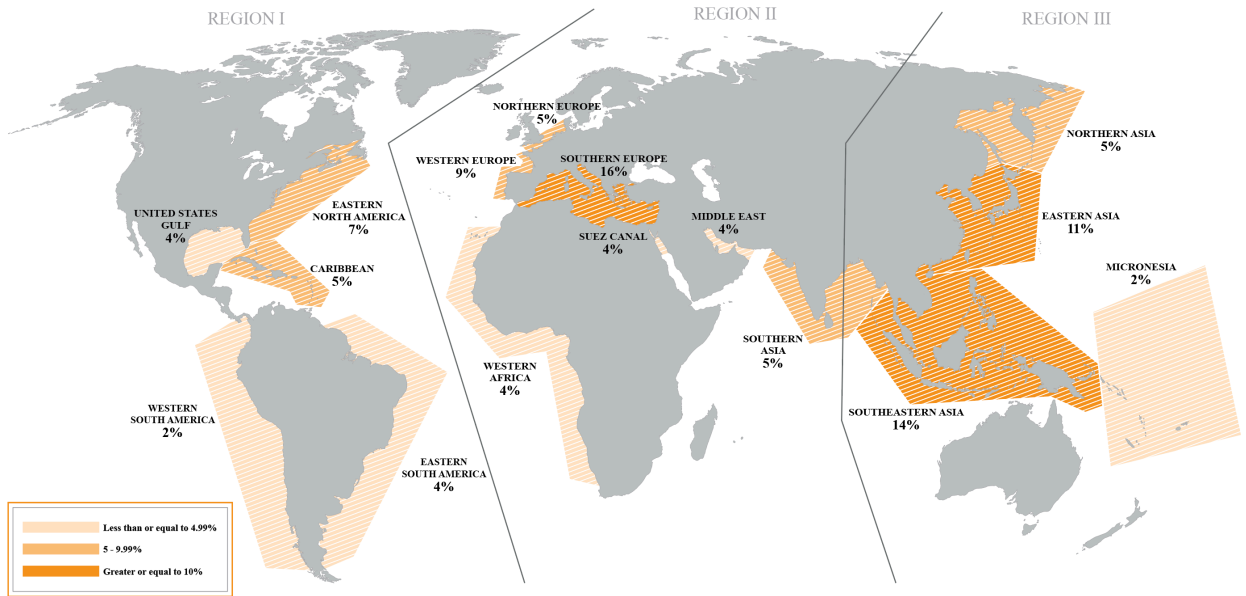 REGION I
REGION II
REGION III
NORTHERN EUROPE
5%
WESTERN EUROPE
9%
SOUTHERN EUROPE
16%
NORTHERN ASIA
5%
UNITED STATES
GULF
4%
EASTERN
NORTH AMERICA
7%
SUEZ CANAL
4%
MIDDLE EAST
4%
EASTERN ASIA
11%
CARIBBEAN
5%
MICRONESIA
2%
SOUTHERN
ASIA
5%
WESTERN
AFRICA
4%
WESTERN
SOUTH AMERICA
2%
SOUTHEASTERN ASIA
14%
EASTERN
SOUTH AMERICA
4%
Less than or equal to 4.99%
5 - 9.99%
Greater or equal to 10%